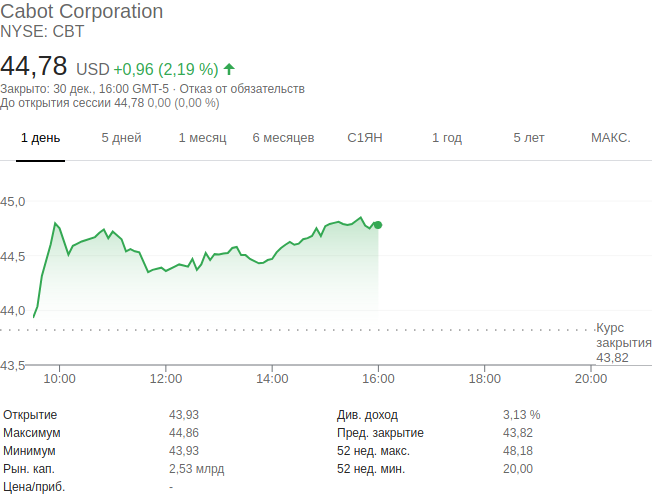 Cabot Corporation
NYSE: CBT
44,78 USD +0,96 (2,19 %)
Закрыто: 30 дек., 16:00 GMT-5 · Отказ от обязательств
До открытия сессии 44,78 0,00 (0,00 %)
1 день 5 дней 1 месяц 6 месяцев С1ЯН 1 год 5 лет МАКС.
45,0
44,5
44,0
Курс
закрытия
43,82
43,5
10:00 12:00 14:00 16:00 18:00 20:00
Открытие 43,93 Див. доход 3,13 %
Максимум 44,86 Пред. закрытие 43,82
Минимум 43,93 52 нед. макс. 48,18
Рын. кап. 2,53 млрд 52 нед. мин. 20,00
Цена/приб. -